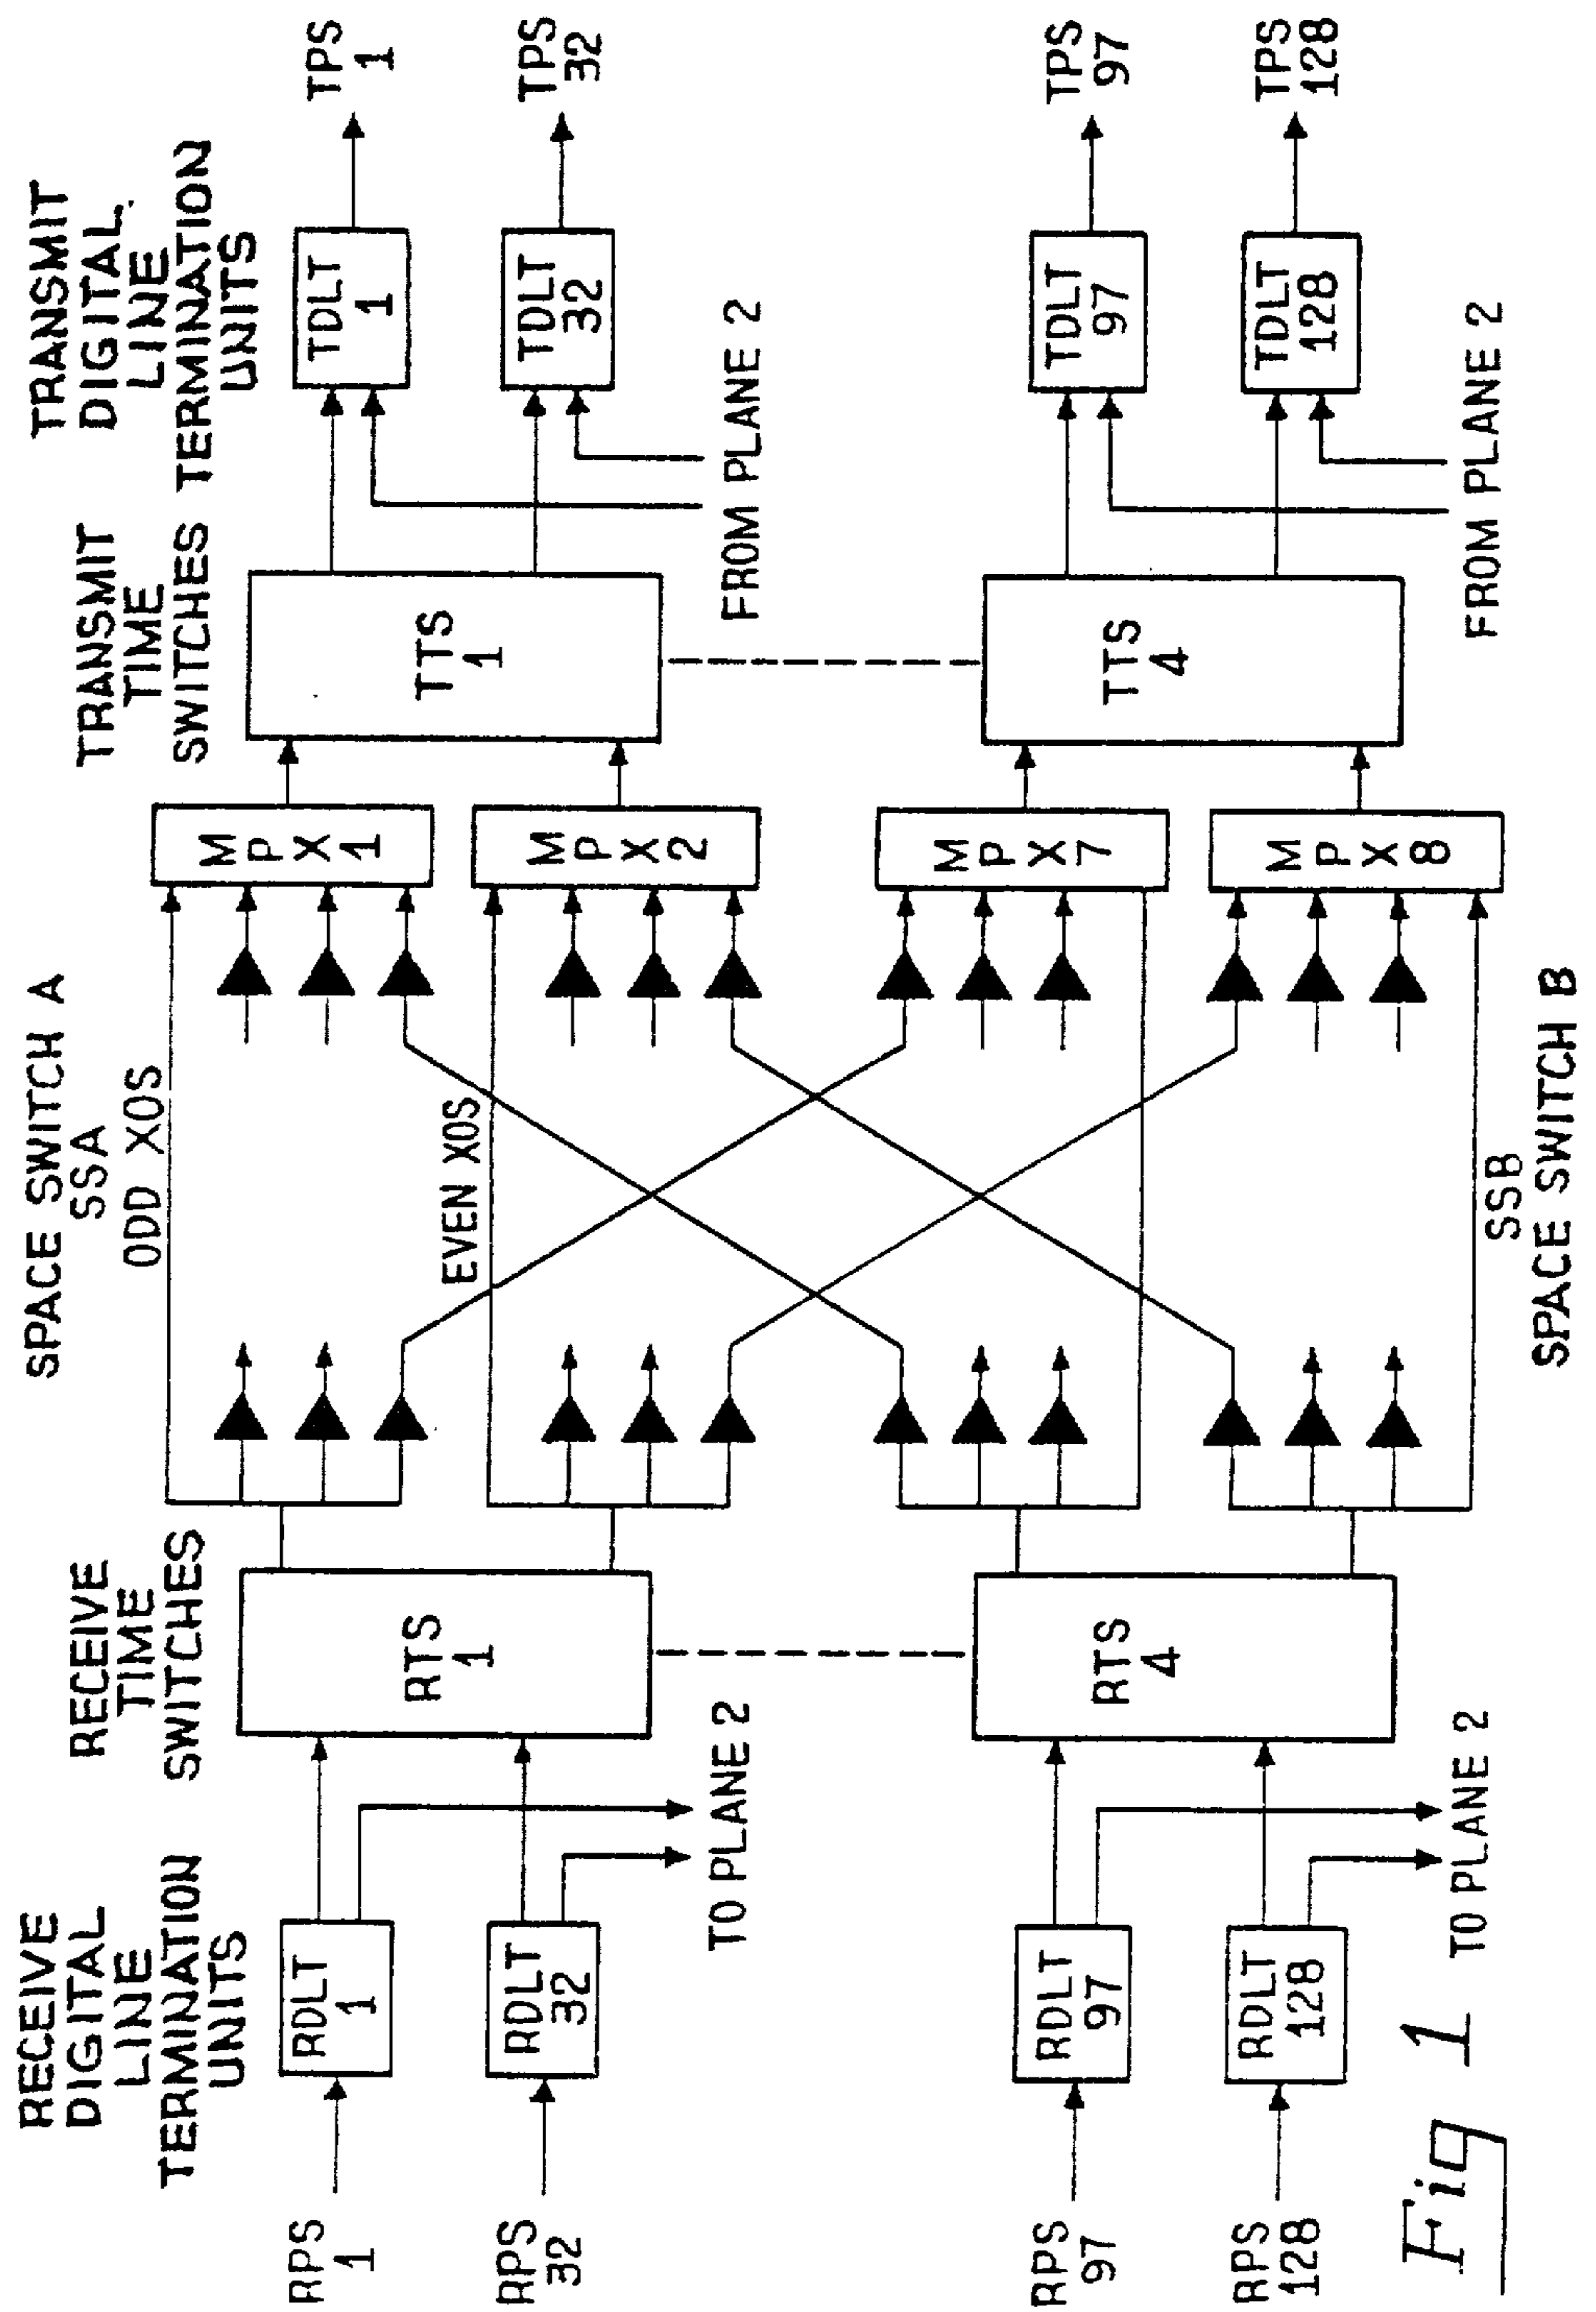 RECEIVE
DIGITAL
LINE
TERMINATION
UNITS
RECEIVE
TIME
SWITCHES
SPACE SWITCH A
SSA
ODD XOS
EVEN XOS
TRANSMIT
TIME
SWITCHES
TRANSMIT
DIGITAL.
LINE
TERMINATION
UNITS
RPS
1
RDLT
1
RPS
32
RDLT
32
TO PLANE 2
RTS
1
M P X 1
M P X 2
TTS
1
TDLT
1
TPS
1
TDLT
32
TPS
32
FROM PLANE 2
RPS
97
RDLT
97
RPS
128
RDLT
128
TO PLANE 2
RTS
4
M P X 7
M P X 8
TTS
4
TDLT
97
TPS
97
TDLT
128
TPS
128
FROM PLANE 2
SSB
SPACE SWITCH B
Fig 1